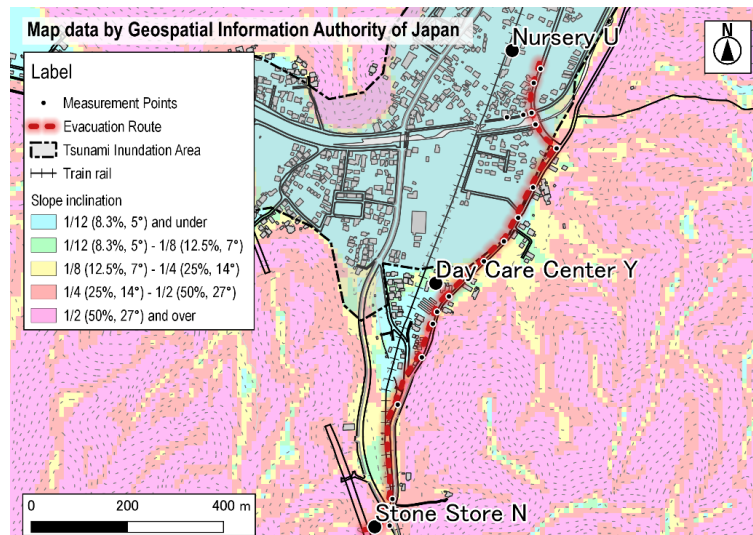 Map data by Geospatial Information Authority of Japan
Nursery U
N
Label
Measurement Points
Evacuation Route
Tsunami Inundation Area
Train rail
Slope inclination
1/12 (8.3%, 5°) and under
1/12 (8.3%, 5°) - 1/8 (12.5%, 7°)
1/8 (12.5%, 7°) - 1/4 (25%, 14°)
1/4 (25%, 14°) - 1/2 (50%, 27°)
1/2 (50%, 27°) and over
Day Care Center Y
0 200 400 m
Stone Store N